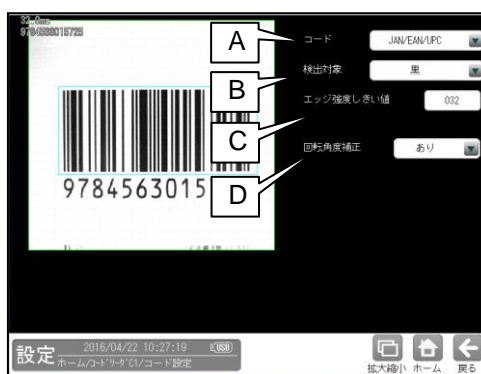 32.0ms
A
コード
JAN/EAN/UPC
B
検出対象
黒
エッジ強度しきい値
032
C
回転角度補正
あり
D
9784563015
設定
2016/04/22 10:27:19
USB
ホーム/コードリーダC1/コード設定
拡大縮小
ホーム
戻る